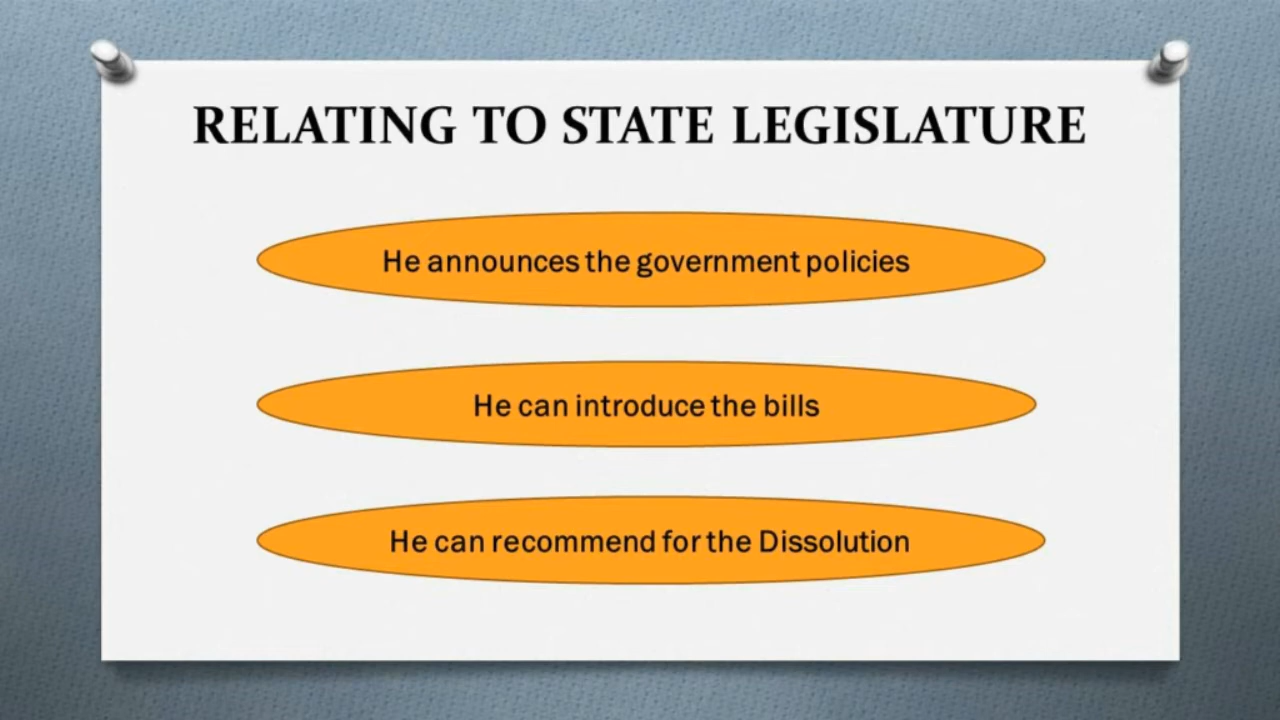 RELATING TO STATE LEGISLATURE
He announces the government policies
He can introduce the bills
He can recommend for the Dissolution